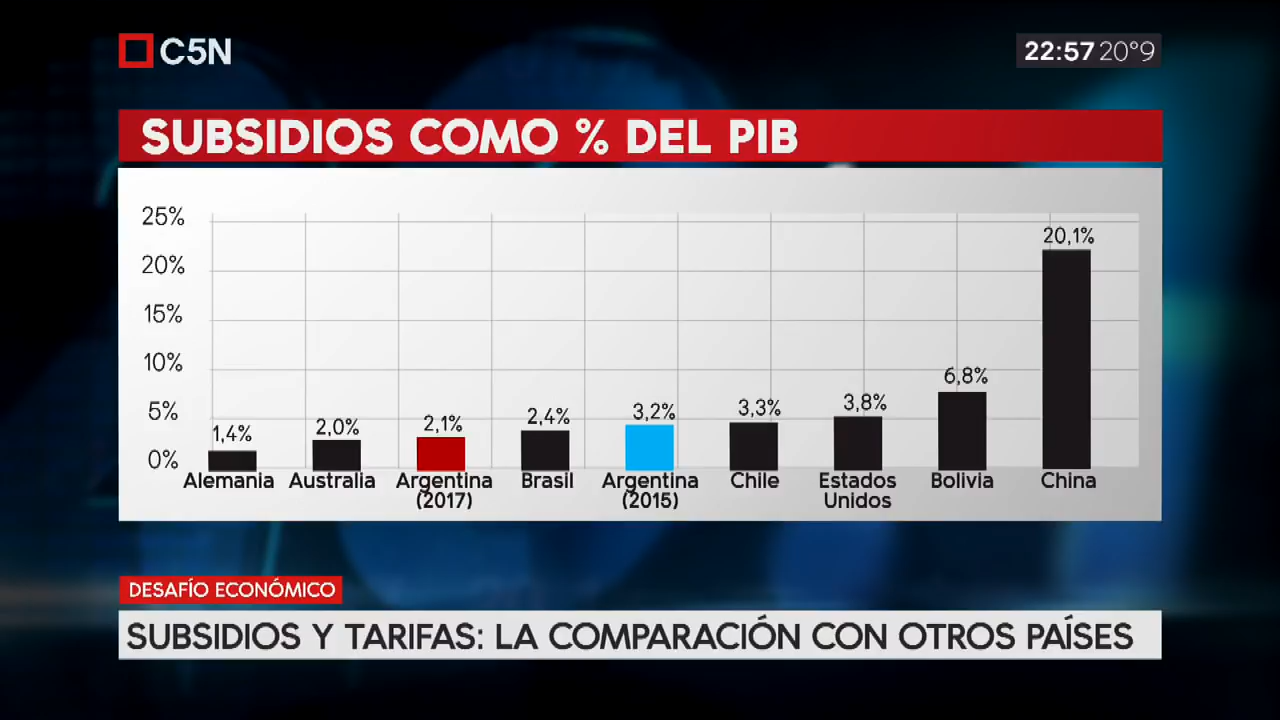 C5N
22:57 20°9
SUBSIDIOS COMO % DEL PIB
25%
20%
15%
10%
5%
0%
1,4%
2,0%
2,1%
2,4%
3,2%
3,3%
3,8%
6,8%
20,1%
Alemania
Australia
Argentina
(2017)
Brasil
Argentina
(2015)
Chile
Estados
Unidos
Bolivia
China
DESAFÍO ECONÓMICO
SUBSIDIOS Y TARIFAS: LA COMPARACIÓN CON OTROS PAÍSES